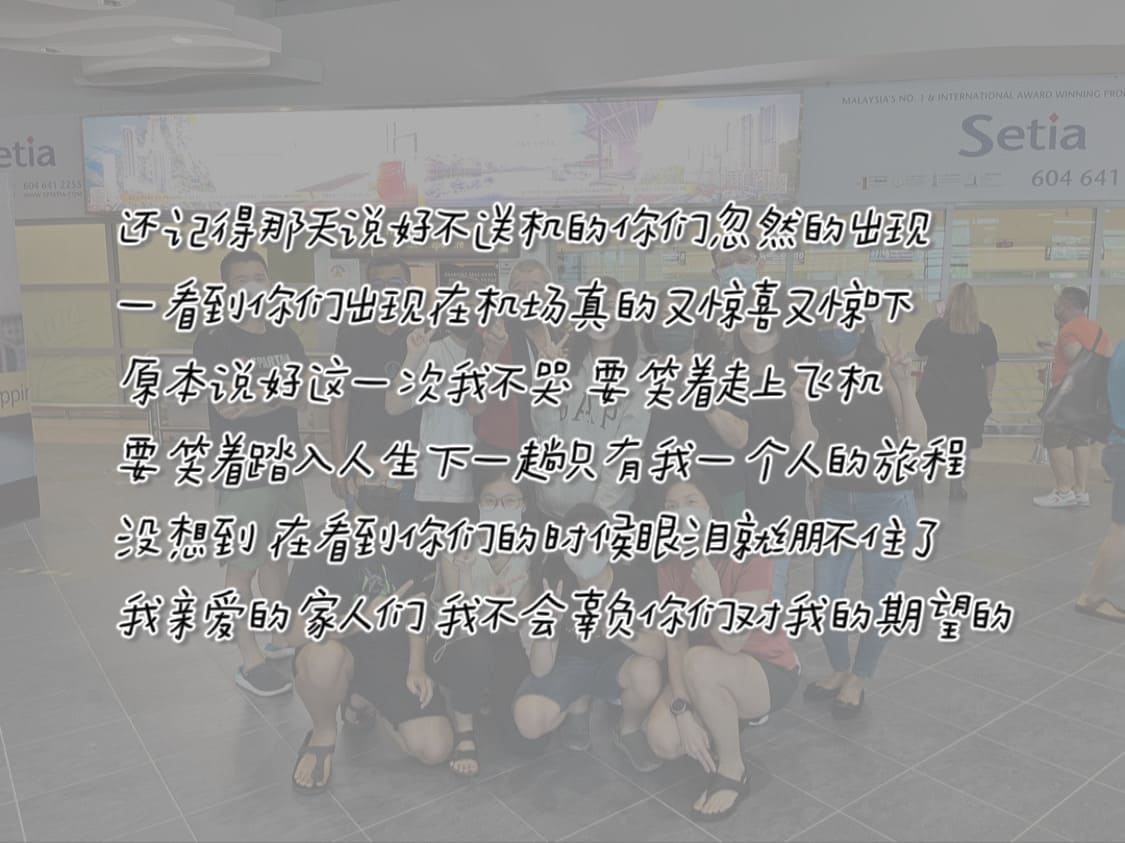 MALAYSIA'S NO. 1 & INTERNATIONAL AWARD WINNING PRO
Setia
etia
604 641 2255
WWW.SPSETIA.COM
604 641
还记得那天说好不送机的你们忽然的出现
一看到你们出现在机场真的又惊喜又惊吓
原本说好这一次我不哭 要笑着走上飞机
要笑着踏入人生下一趟只有我一个人的旅程
没想到 在看到你们的时候眼泪就绷不住了
我亲爱的家人们 我不会辜负你们对我的期望的
SPARTAN
GAP